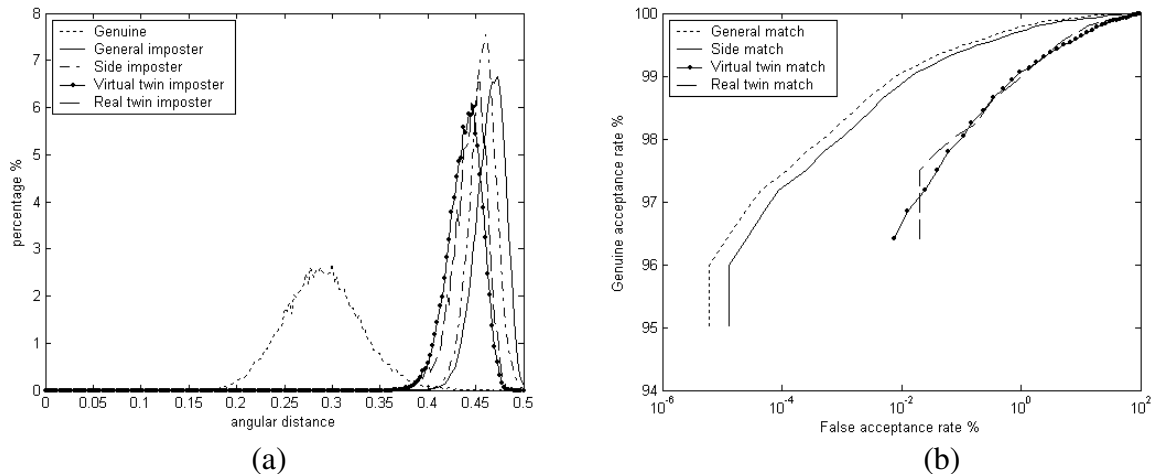 8
7
6
5
4
3
2
1
0
percentage %
Genuine
General imposter
Side imposter
Virtual twin imposter
Real twin imposter
0 0.05 0.1 0.15 0.2 0.25 0.3 0.35 0.4 0.45 0.5
angular distance
(a)
100
99
98
97
96
95
94
Genuine acceptance rate %
General match
Side match
Virtual twin match
Real twin match
10^-6 10^-4 10^-2 10^0 10^2
False acceptance rate %
(b)